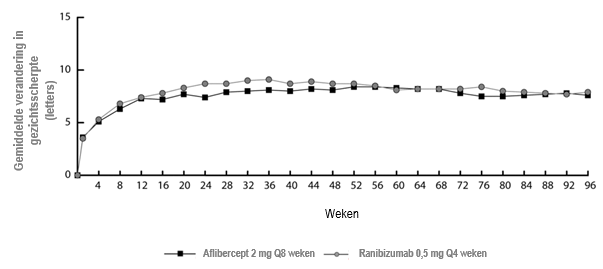 Gemiddelde verandering in
gezichtsscherpte
(letters)
15
10
5
0
4 8 12 16 20 24 28 32 36 40 44 48 52 56 60 64 68 72 76 80 84 88 92 96
Weken
Aflibercept 2 mg Q8 weken Ranibizumab 0,5 mg Q4 weken